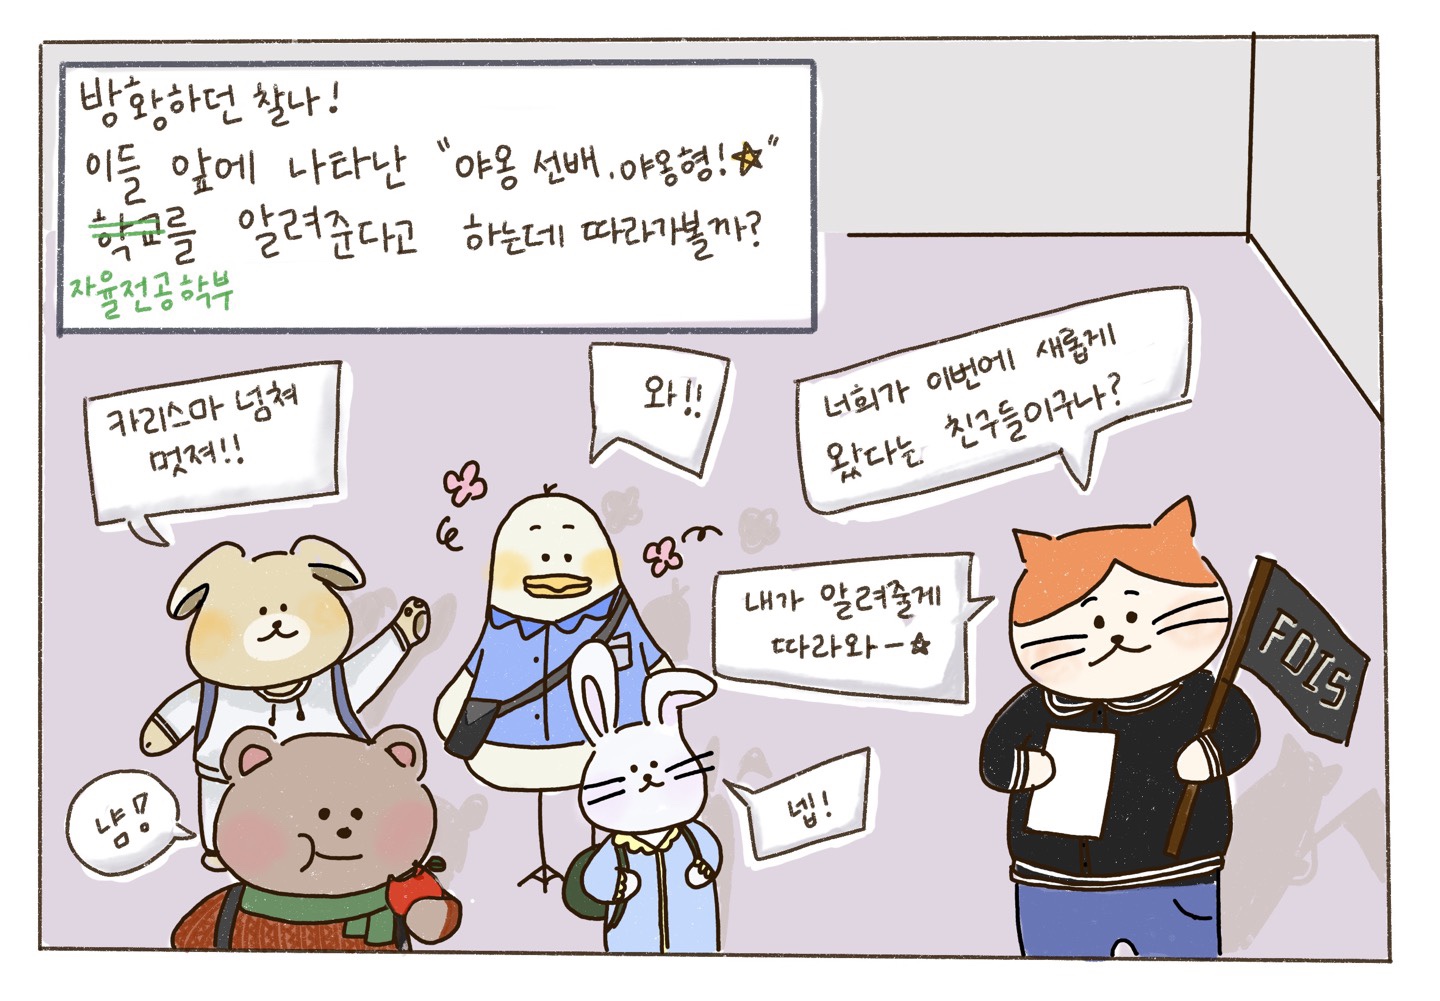 방황하던 찰나!
이들 앞에 나타난 "야옹 선배, 야옹형!☆"
학교를 알려준다고 하는데 따라가볼까?
자율전공학부
카리스마 넘쳐
멋져!!
와!!
너희가 이번에 새롭게
왔다는 친구들이구나?
내가 알려줄게
따라와-☆
FOIS
냠
넵!